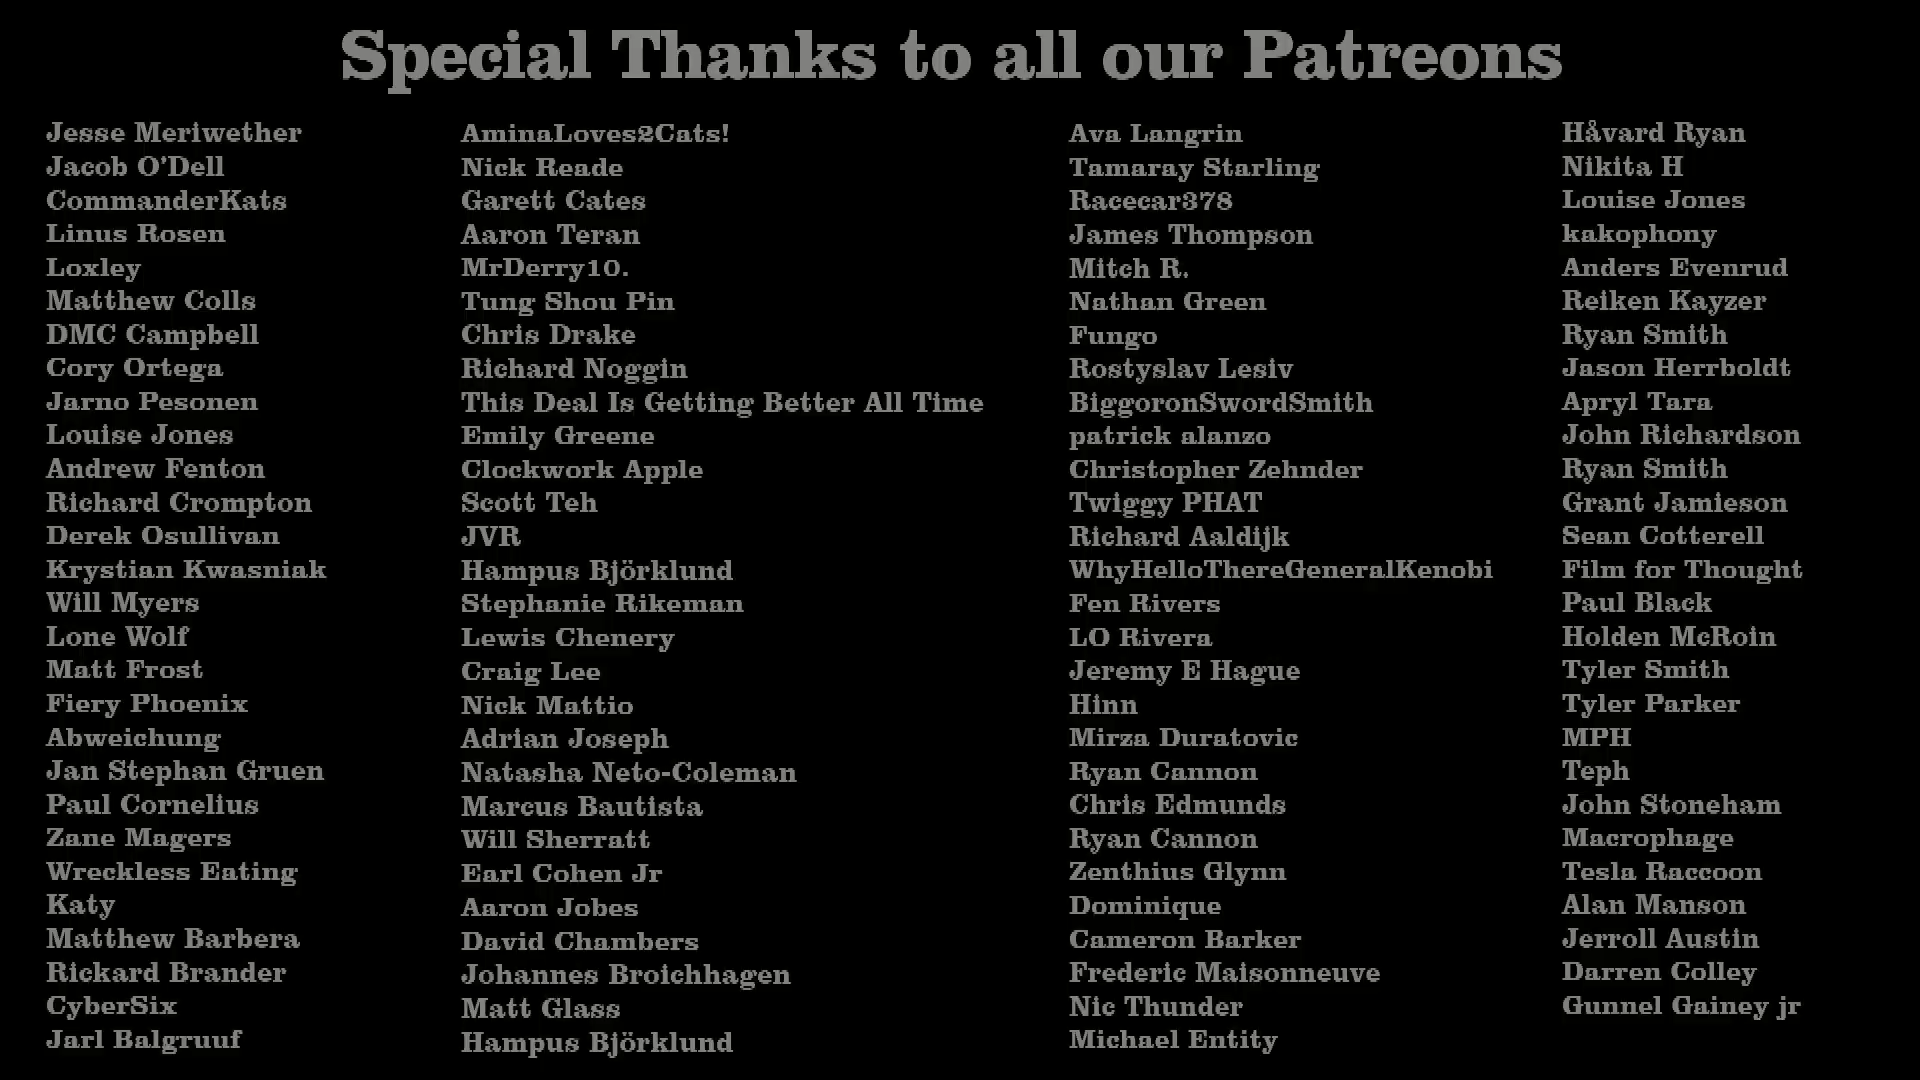 Special Thanks to all our Patreons
Jesse Meriwether
Jacob O'Dell
CommanderKats
Linus Rosen
Loxley
Matthew Colls
DMC Campbell
Cory Ortega
Jarno Pesonen
Louise Jones
Andrew Fenton
Richard Crompton
Derek Osullivan
Krystian Kwasniak
Will Myers
Lone Wolf
Matt Frost
Fiery Phoenix
Abweichung
Jan Stephan Gruen
Paul Cornelius
Zane Magers
Wreckless Eating
Katy
Matthew Barbera
Rickard Brander
CyberSix
Jarl Balgruuf
AminaLoves2Cats!
Nick Reade
Garett Cates
Aaron Teran
MrDerry10.
Tung Shou Pin
Chris Drake
Richard Noggin
This Deal Is Getting Better All Time
Emily Greene
Clockwork Apple
Scott Teh
JVR
Hampus Björklund
Stephanie Rikeman
Lewis Chenery
Craig Lee
Nick Mattio
Adrian Joseph
Natasha Neto-Coleman
Marcus Bautista
Will Sherratt
Earl Cohen Jr
Aaron Jobes
David Chambers
Johannes Broichhagen
Matt Glass
Hampus Björklund
Ava Langrin
Tamaray Starling
Racecar378
James Thompson
Mitch R.
Nathan Green
Fungo
Rostyslav Lesiv
BiggoronSwordSmith
patrick alanzo
Christopher Zehnder
Twiggy PHAT
Richard Aaldijk
WhyHelloThereGeneralKenobi
Fen Rivers
LO Rivera
Jeremy E Hague
Hinn
Mirza Duratovic
Ryan Cannon
Chris Edmunds
Ryan Cannon
Zenthius Glynn
Dominique
Cameron Barker
Frederic Maisonneuve
Nic Thunder
Michael Entity
Håvard Ryan
Nikita H
Louise Jones
kakophony
Anders Evenrud
Reiken Kayzer
Ryan Smith
Jason Herrboldt
Apryl Tara
John Richardson
Ryan Smith
Grant Jamieson
Sean Cotterell
Film for Thought
Paul Black
Holden McRoin
Tyler Smith
Tyler Parker
MPH
Teph
John Stoneham
Macrophage
Tesla Raccoon
Alan Manson
Jerroll Austin
Darren Colley
Gunnel Gainey jr